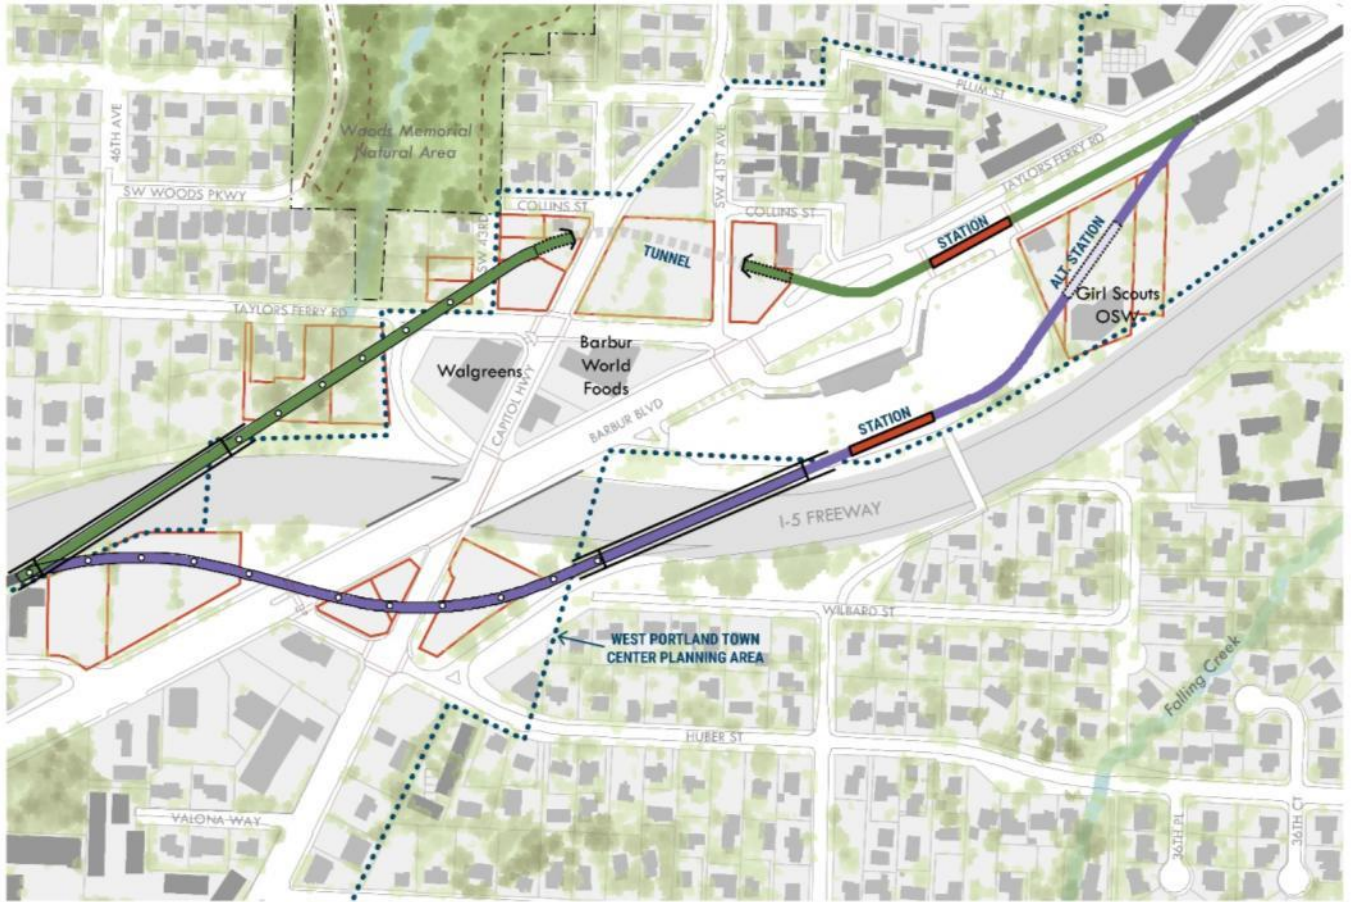 PLUM ST
46TH AVE
Woods Memorial
Natural Area
SW 41ST AVE
TAYLORS FERRY RD
SW WOODS PKWY
COLLINS ST
COLLINS ST
SW 43RD
STATION
TUNNEL
ALT. STATION
Girl Scouts
OSW
TAYLORS FERRY RD
Walgreens
Barbur
World
Foods
CAPITOL HWY
BARBUR BLVD
STATION
I-5 FREEWAY
WILBARD ST
WEST PORTLAND TOWN
CENTER PLANNING AREA
Falling Creek
HUBER ST
VALONA WAY
36TH PL
36TH CT